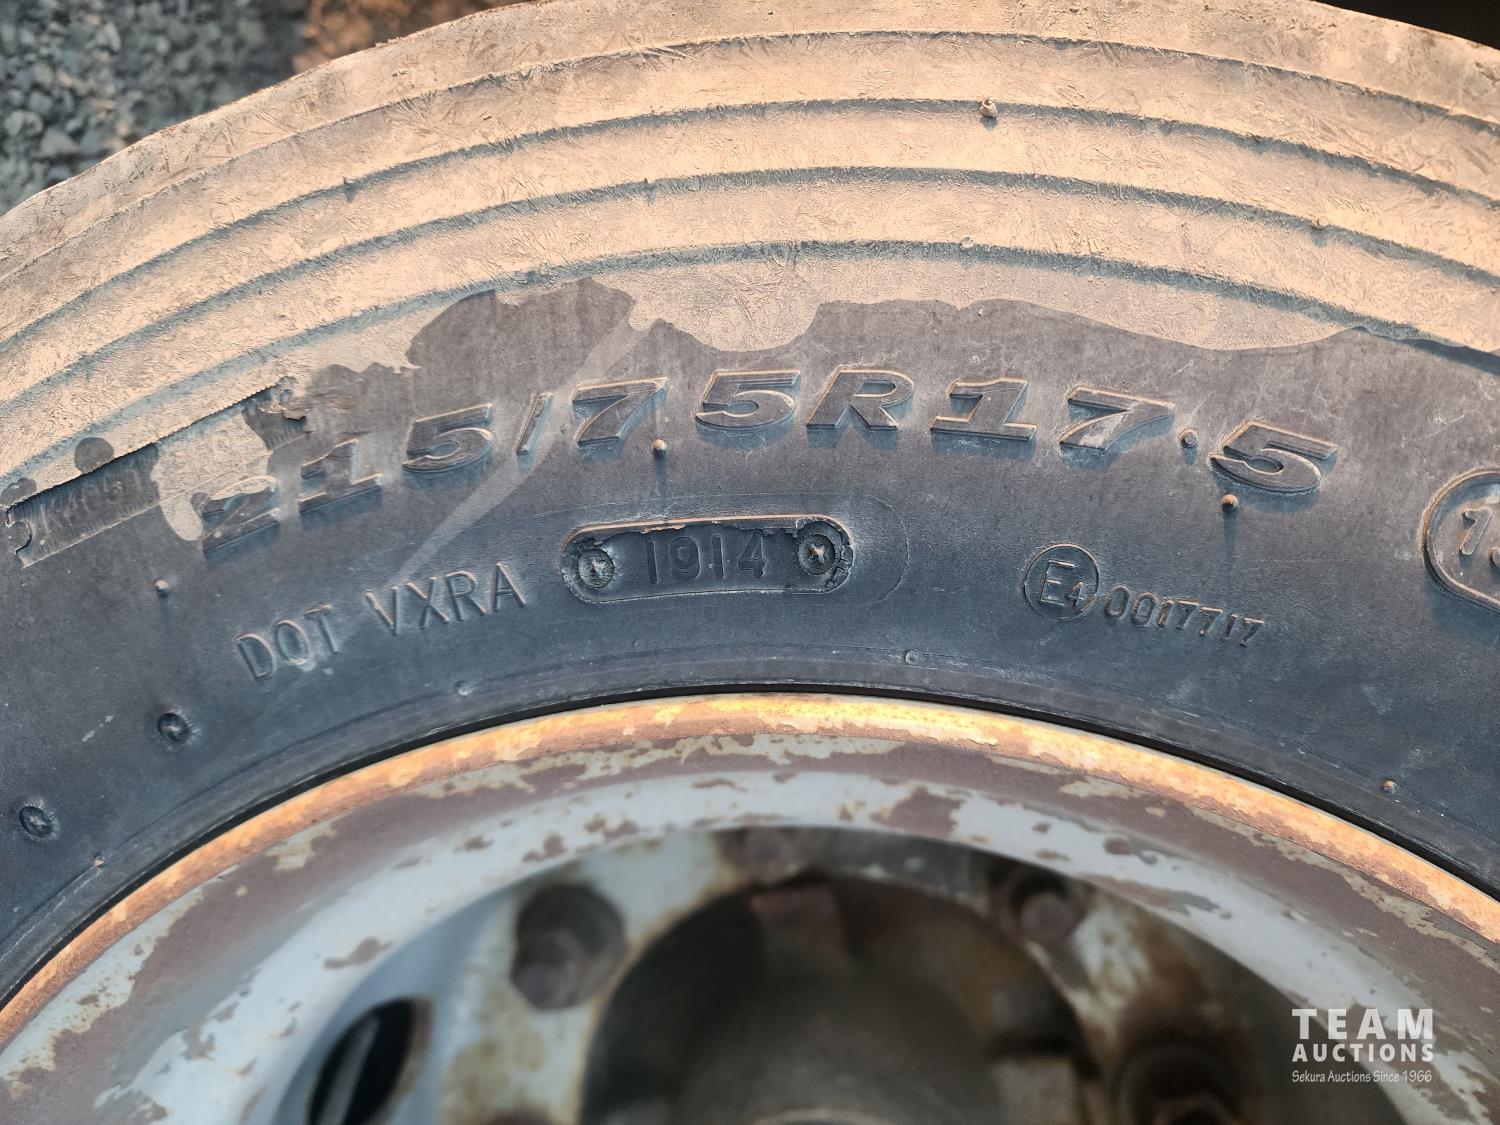 215/75R17.5
DOT VXRA 1914 E4 0017717
TEAM
AUCTIONS
Sekura Auctions Since 1966